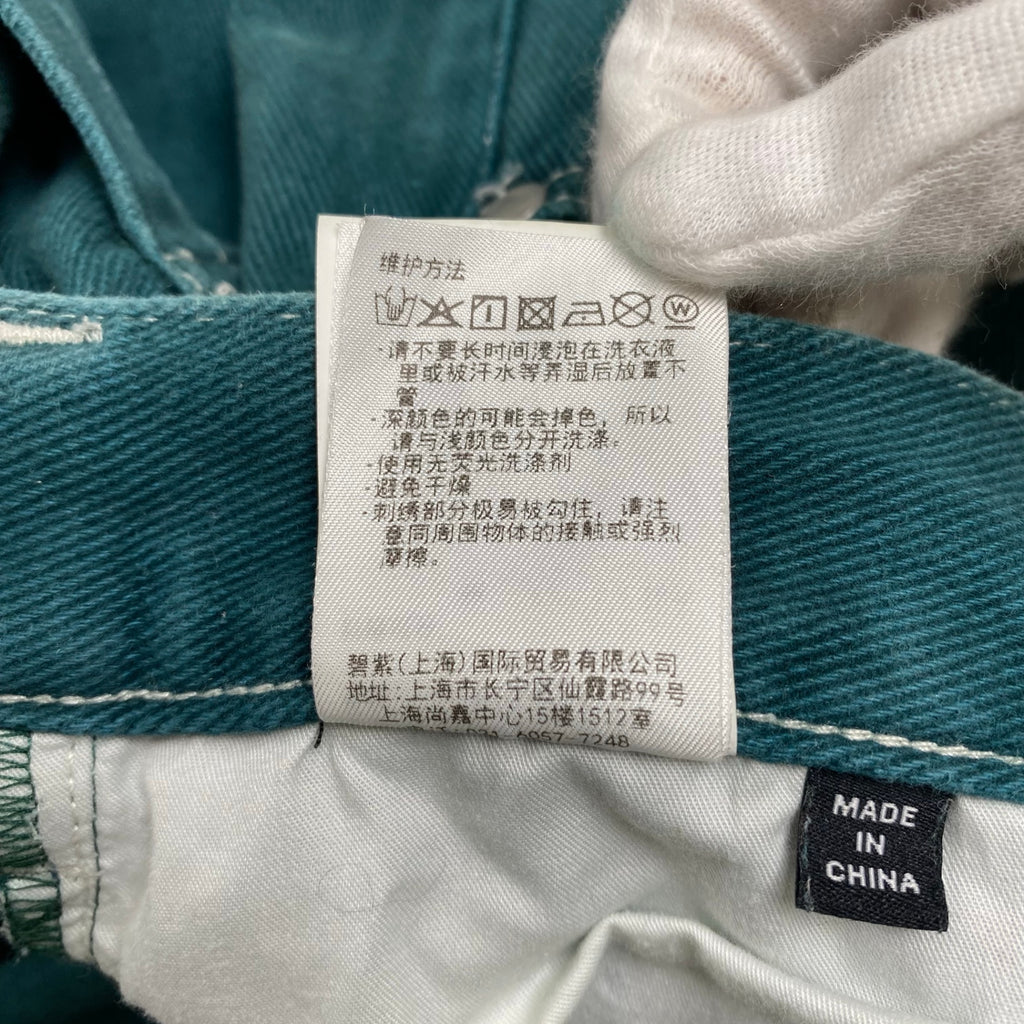 维护方法
W
·请不要长时间浸泡在洗衣液
里或被汗水等弄湿后放置不
管
·深颜色的可能会掉色，所以
请与浅颜色分开洗涤。
·使用无荧光洗涤剂
·避免干燥
·刺绣部分极易被勾住，请注
意同周围物体的接触或强烈
摩擦。
碧紫(上海)国际贸易有限公司
地址:上海市长宁区仙霞路99号
上海尚嘉中心15楼1512室
021-6057-7248
MADE
IN
CHINA